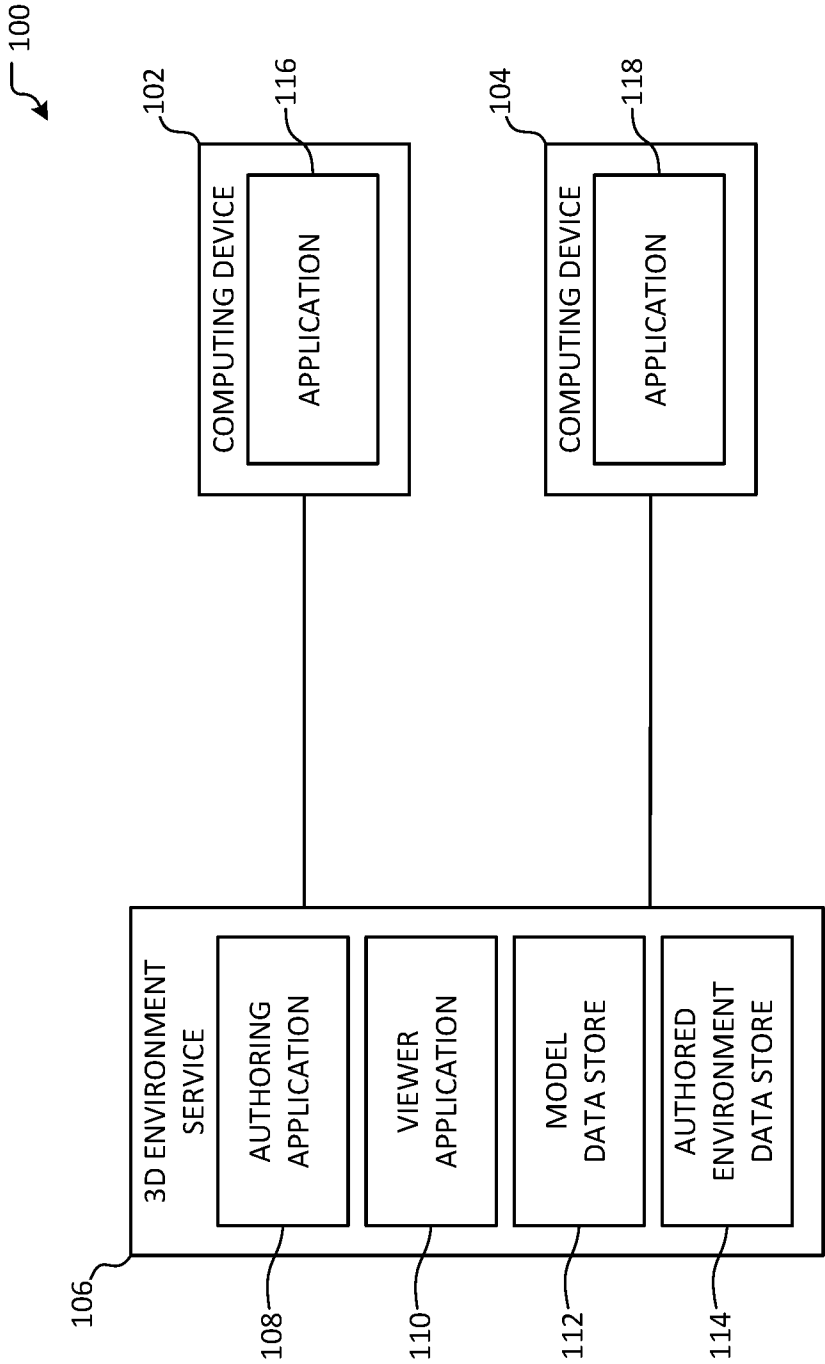 100
106
3D ENVIRONMENT
SERVICE
108
AUTHORING
APPLICATION
110
VIEWER
APPLICATION
112
MODEL
DATA STORE
114
AUTHORED
ENVIRONMENT
DATA STORE
102
COMPUTING DEVICE
116
APPLICATION
104
COMPUTING DEVICE
118
APPLICATION